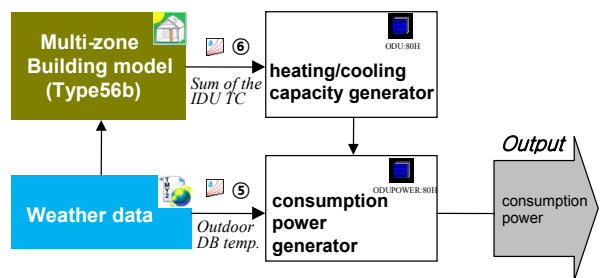 Multi-zone
Building model
(Type56b)
⑥
Sum of the
IDU TC
ODU:80H
heating/cooling
capacity generator
Output
Weather data
⑤
Outdoor
DB temp.
ODUPOWER:80H
consumption
power
generator
consumption
power